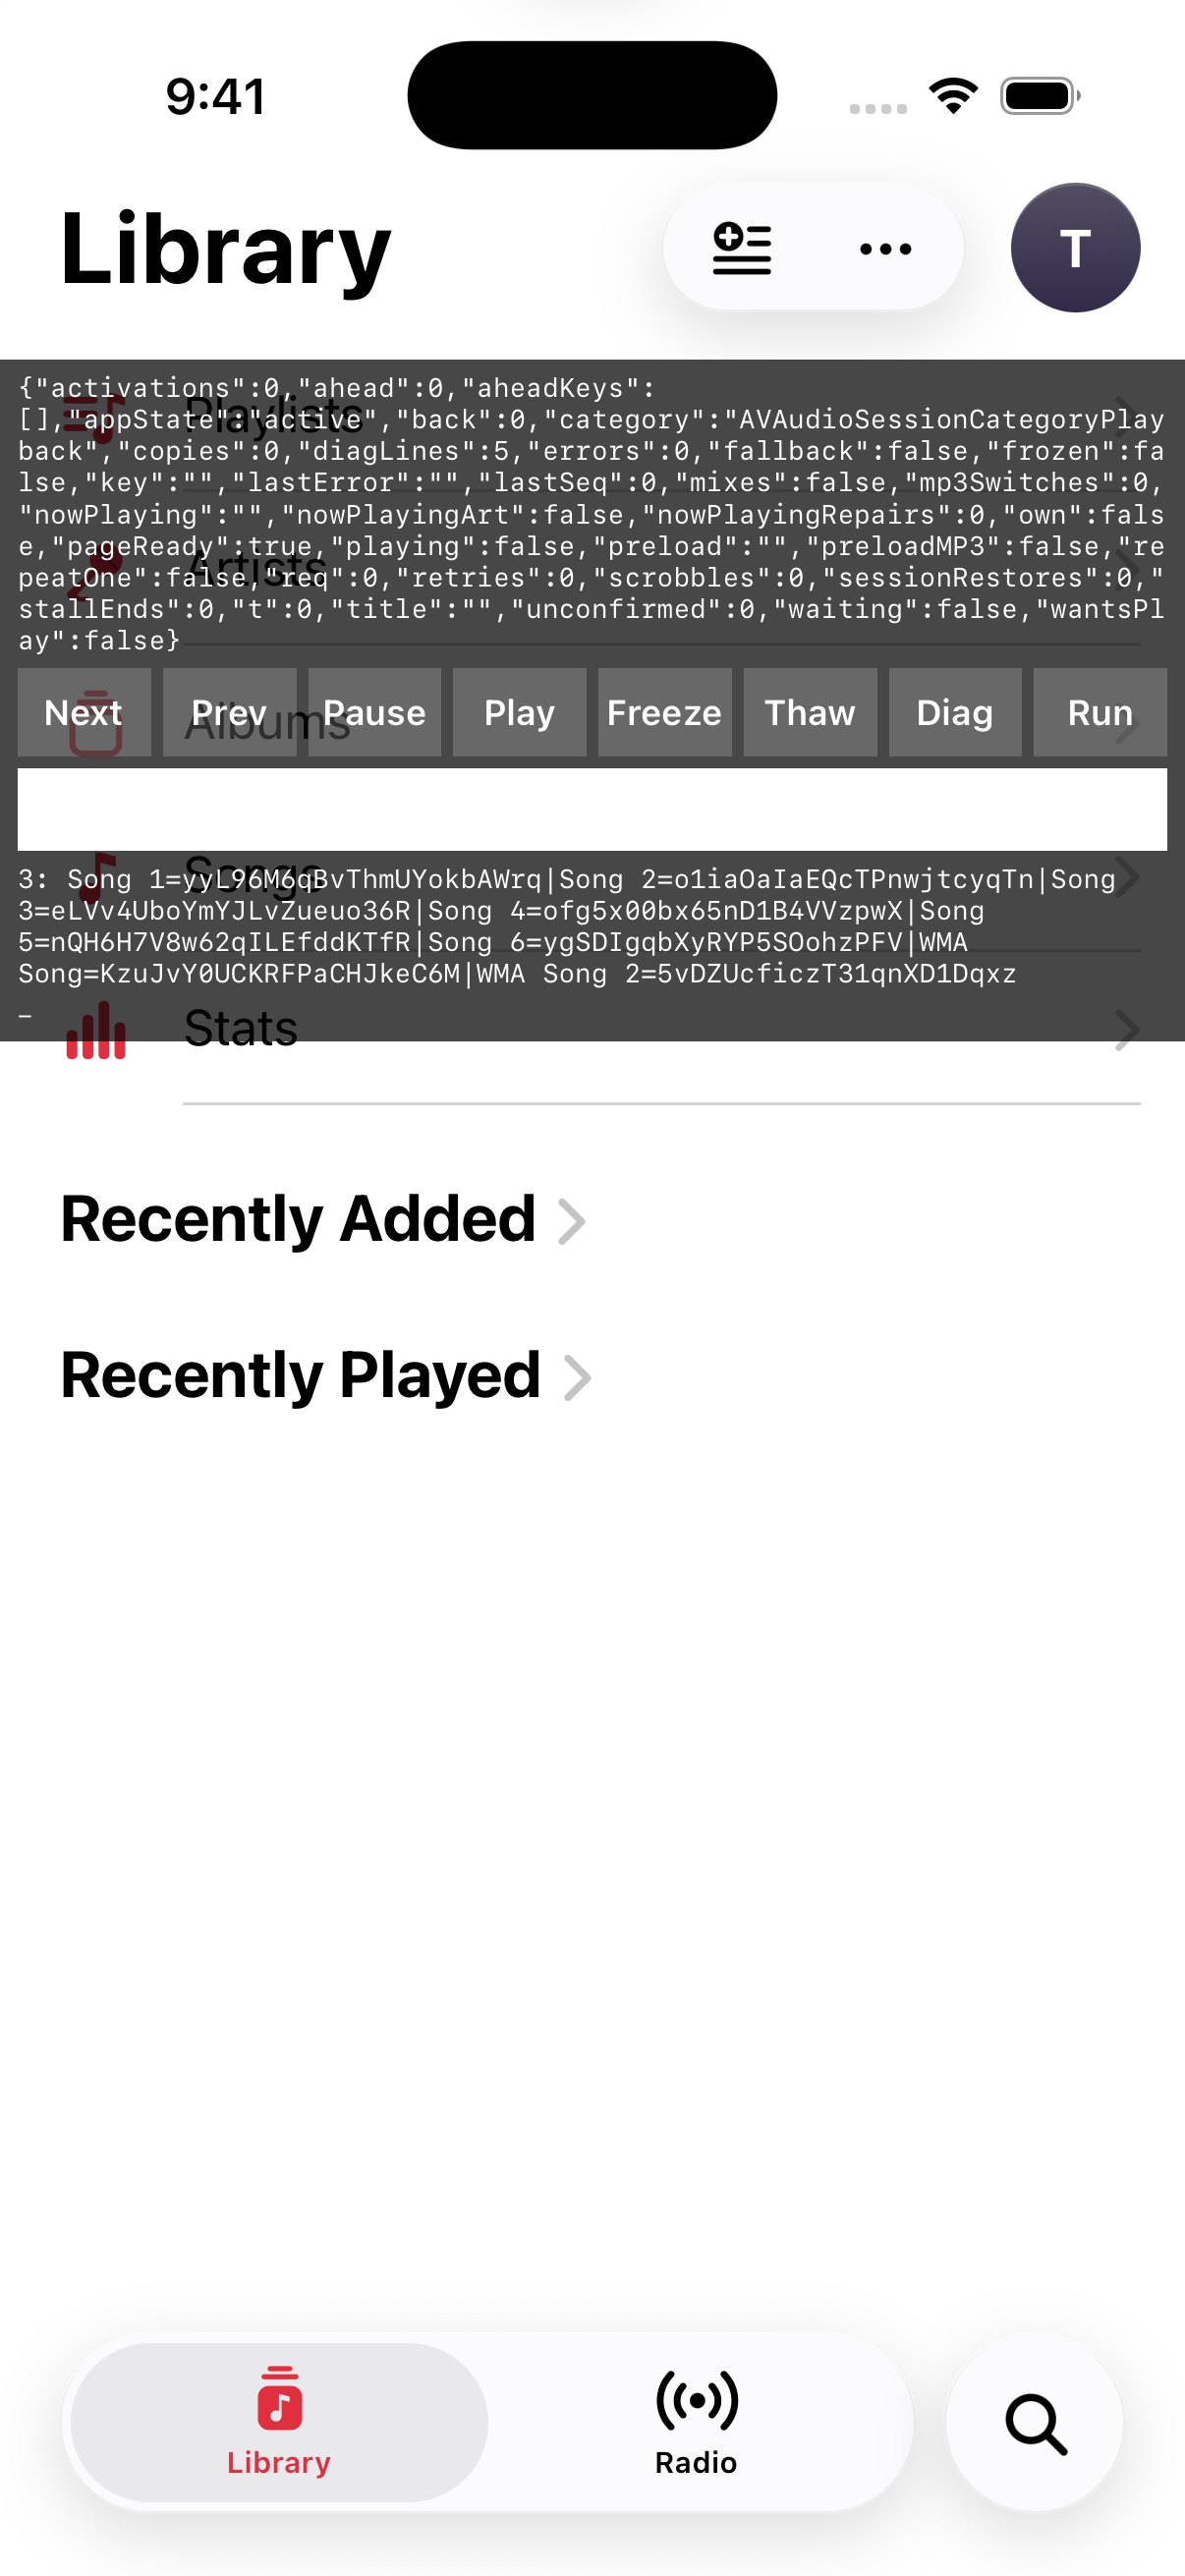 9:41
Library
T
{"activations":0,"ahead":0,"aheadKeys":
[],"appState":"active","back":0,"category":"AVAudioSessionCategoryPlay
back","copies":0,"diagLines":5,"errors":0,"fallback":false,"frozen":fa
lse,"key":"","lastError":"","lastSeq":0,"mixes":false,"mp3Switches":0,
"nowPlaying":"","nowPlayingArt":false,"nowPlayingRepairs":0,"own":fals
e,"pageReady":true,"playing":false,"preload":"","preloadMP3":false,"re
peatOne":false,"req":0,"retries":0,"scrobbles":0,"sessionRestores":0,"
stallEnds":0,"t":0,"title":"","unconfirmed":0,"waiting":false,"wantsPl
ay":false}
Playlists
Artists
Next Prev Pause Play Freeze Thaw Diag Run
Albums
Songs
3: Song 1=yyL96M6qBvThmUYokbAWrq|Song 2=o1iaOaIaEQcTPnwjtcyqTn|Song
3=eLVv4UboYmYJLvZueuo36R|Song 4=ofg5x00bx65nD1B4VVzpwX|Song
5=nQH6H7V8w62qILEfddKTfR|Song 6=ygSDIgqbXyRYP5SOohzPFV|WMA
Song=KzuJvY0UCKRFPaCHJkeC6M|WMA Song 2=5vDZUcficzT31qnXD1Dqxz
–
Stats
Recently Added
Recently Played
Library
Radio